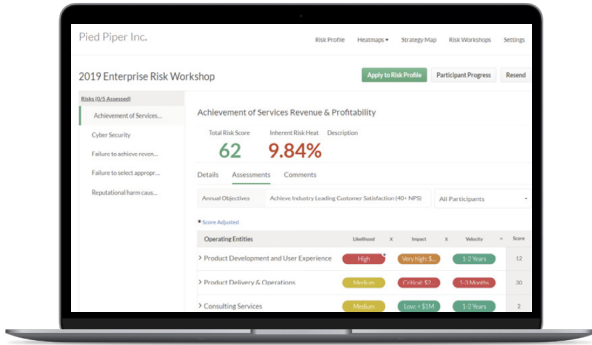 Pied Piper Inc.
Risk Profile Heatmaps Strategy Map Risk Workshops Settings
2019 Enterprise Risk Workshop
Apply to Risk Profile Participant Progress Resend
Risks (0/5 Assessed)
Achievement of Services...
Cyber Security
Failure to achieve reven...
Failure to select appropr...
Reputational harm caus...
Achievement of Services Revenue & Profitability
Total Risk Score Inherent Risk Heat Description
62 9.84%
Details Assessments Comments
Annual Objectives Achieve Industry Leading Customer Satisfaction (40+ NPS) All Participants
* Score Adjusted
Operating Entities Likelihood X Impact X Velocity = Score
> Product Development and User Experience High Very high: $... 1-2 Years 12
> Product Delivery & Operations Medium Critical: $2... 1-3 Months 30
> Consulting Services Medium Low: < $1M 1-2 Years 2